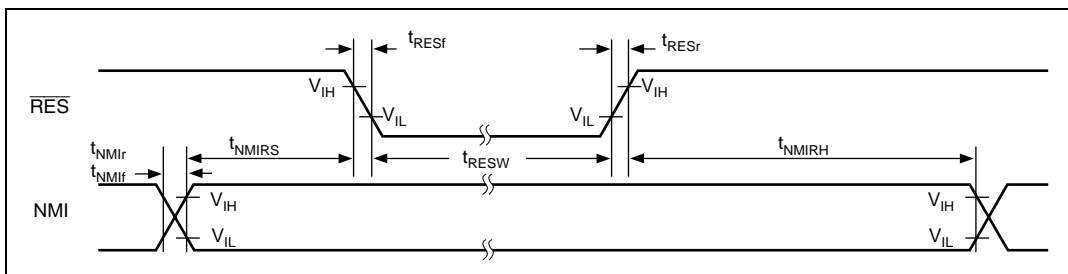 tRESf
tRESr
VIH
VIH
RES
VIL
VIL
tNMIr
tNMIf
tNMIRS
tRESW
tNMIRH
VIH
VIH
NMI
VIL
VIL